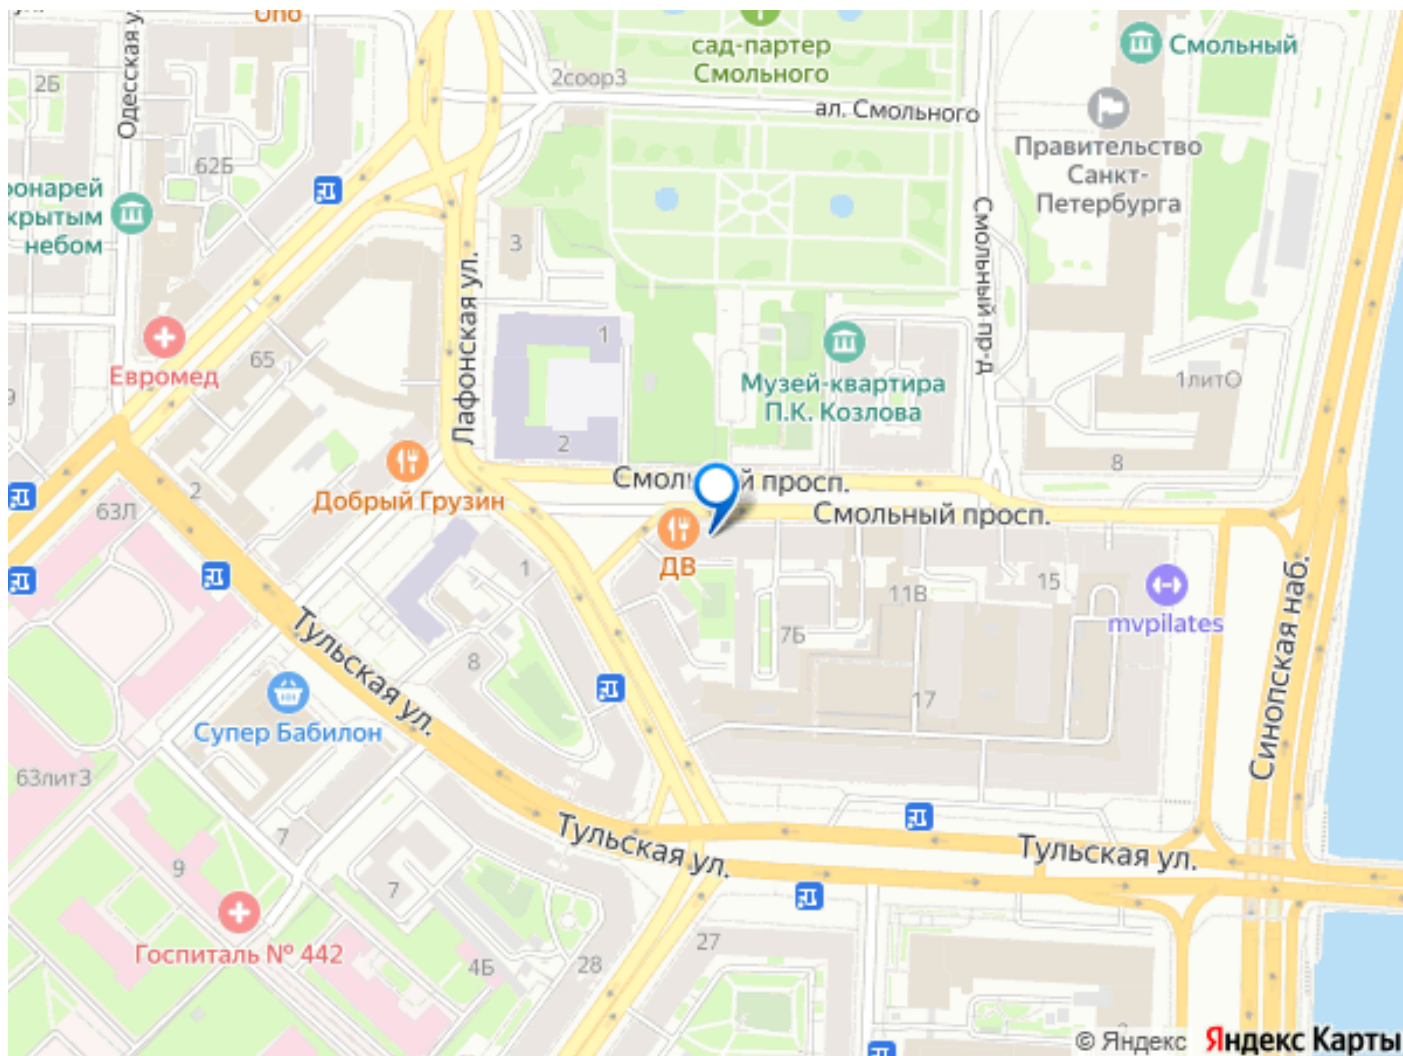 Uno
Одесская у
2Б
62Б
сад-партер
Смольного
2соор3
ал. Смольного
Смольный
Правительство
Санкт-
Петербурга
онарей
крытым
небом
3
Лафонская ул.
Смольный пр-д
Евромед
65
1
2
Музей-квартира
П.К. Козлова
1литО
8
9
Добрый Грузин
2
63Л
Смольный просп.
Смольный просп.
ДВ
1
11В
15
7Б
mvpilates
Синопская наб.
Тульская ул.
8
17
Супер Бабилон
63литЗ
7
9
7
Тульская ул.
Тульская ул.
Госпиталь № 442
4Б
28
27
© Яндекс Яндекс Карты